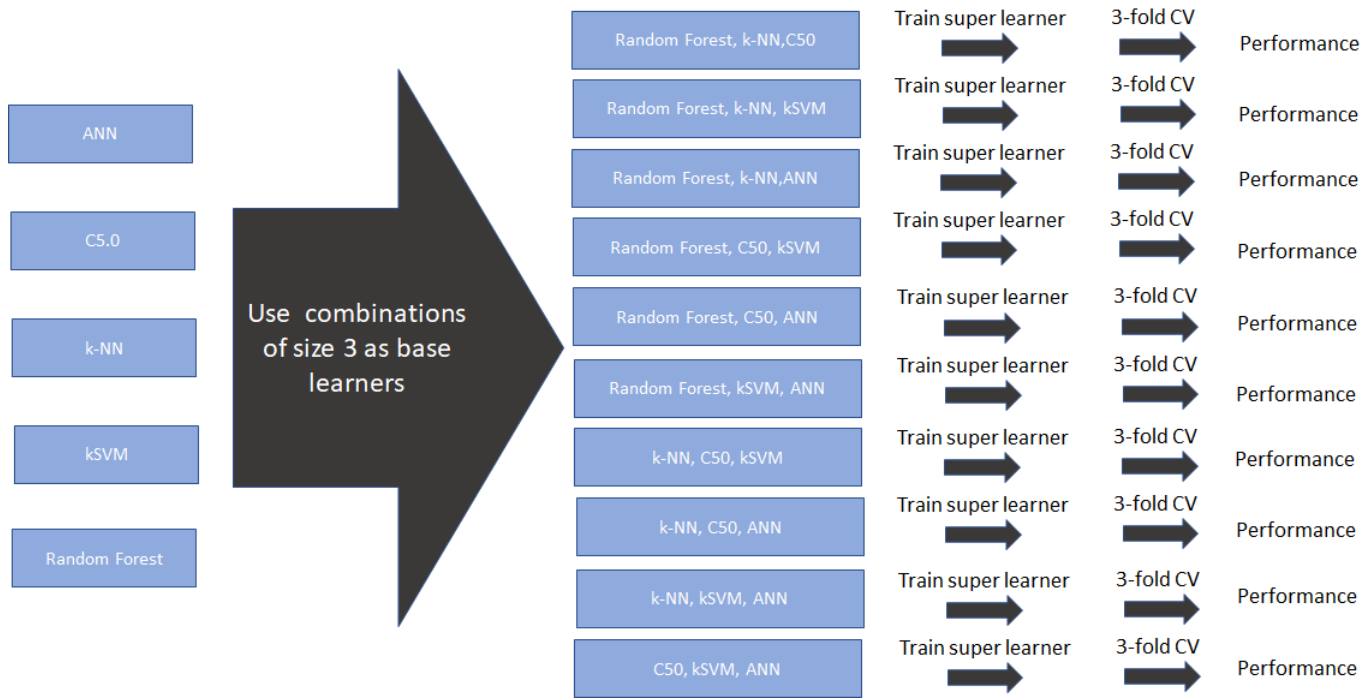 ANN
C5.0
k-NN
kSVM
Random Forest
Use combinations
of size 3 as base
learners
Random Forest, k-NN,C50
Train super learner
3-fold CV
Performance
Random Forest, k-NN, kSVM
Train super learner
3-fold CV
Performance
Random Forest, k-NN,ANN
Train super learner
3-fold CV
Performance
Random Forest, C50, kSVM
Train super learner
3-fold CV
Performance
Random Forest, C50, ANN
Train super learner
3-fold CV
Performance
Random Forest, kSVM, ANN
Train super learner
3-fold CV
Performance
k-NN, C50, kSVM
Train super learner
3-fold CV
Performance
k-NN, C50, ANN
Train super learner
3-fold CV
Performance
k-NN, kSVM, ANN
Train super learner
3-fold CV
Performance
C50, kSVM, ANN
Train super learner
3-fold CV
Performance